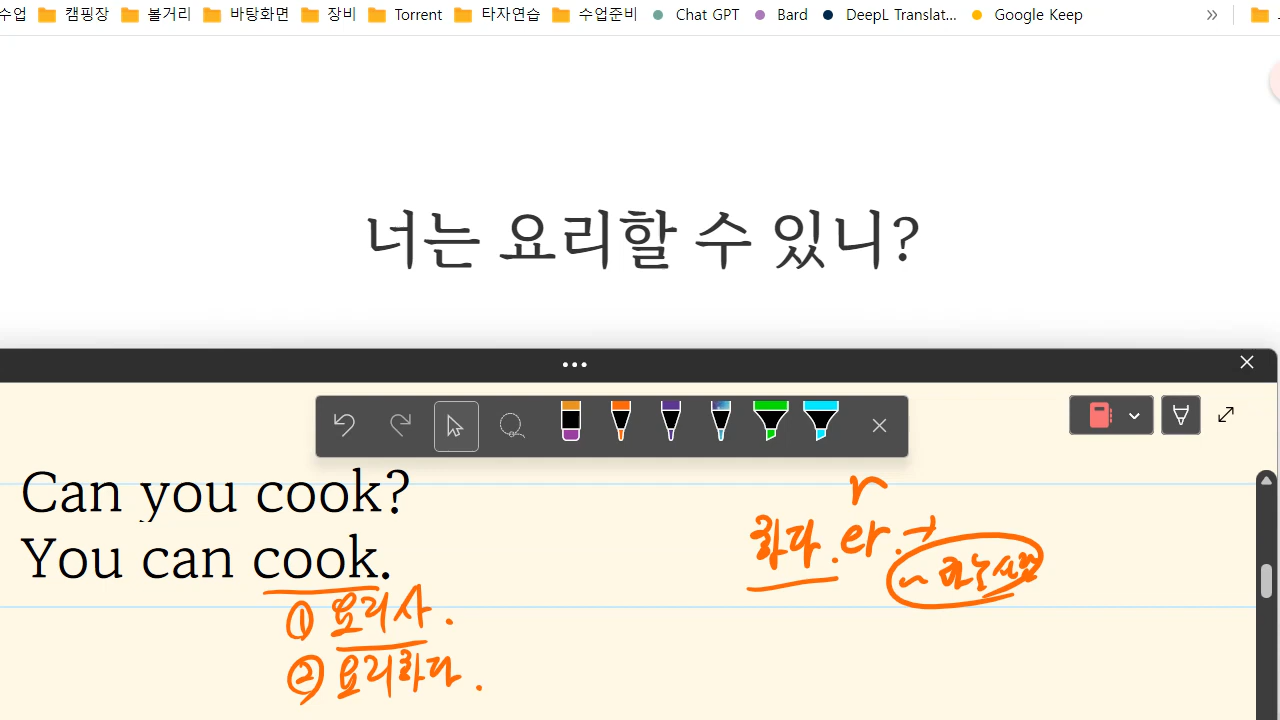 수업 캠핑장 볼거리 바탕화면 장비 Torrent 타자연습 수업준비 Chat GPT Bard DeepL Translat... Google Keep »
너는 요리할 수 있니?
Can you cook?
r
하다. er. →
~ 하는 사람
You can cook.
① 요리사.
② 요리하다.